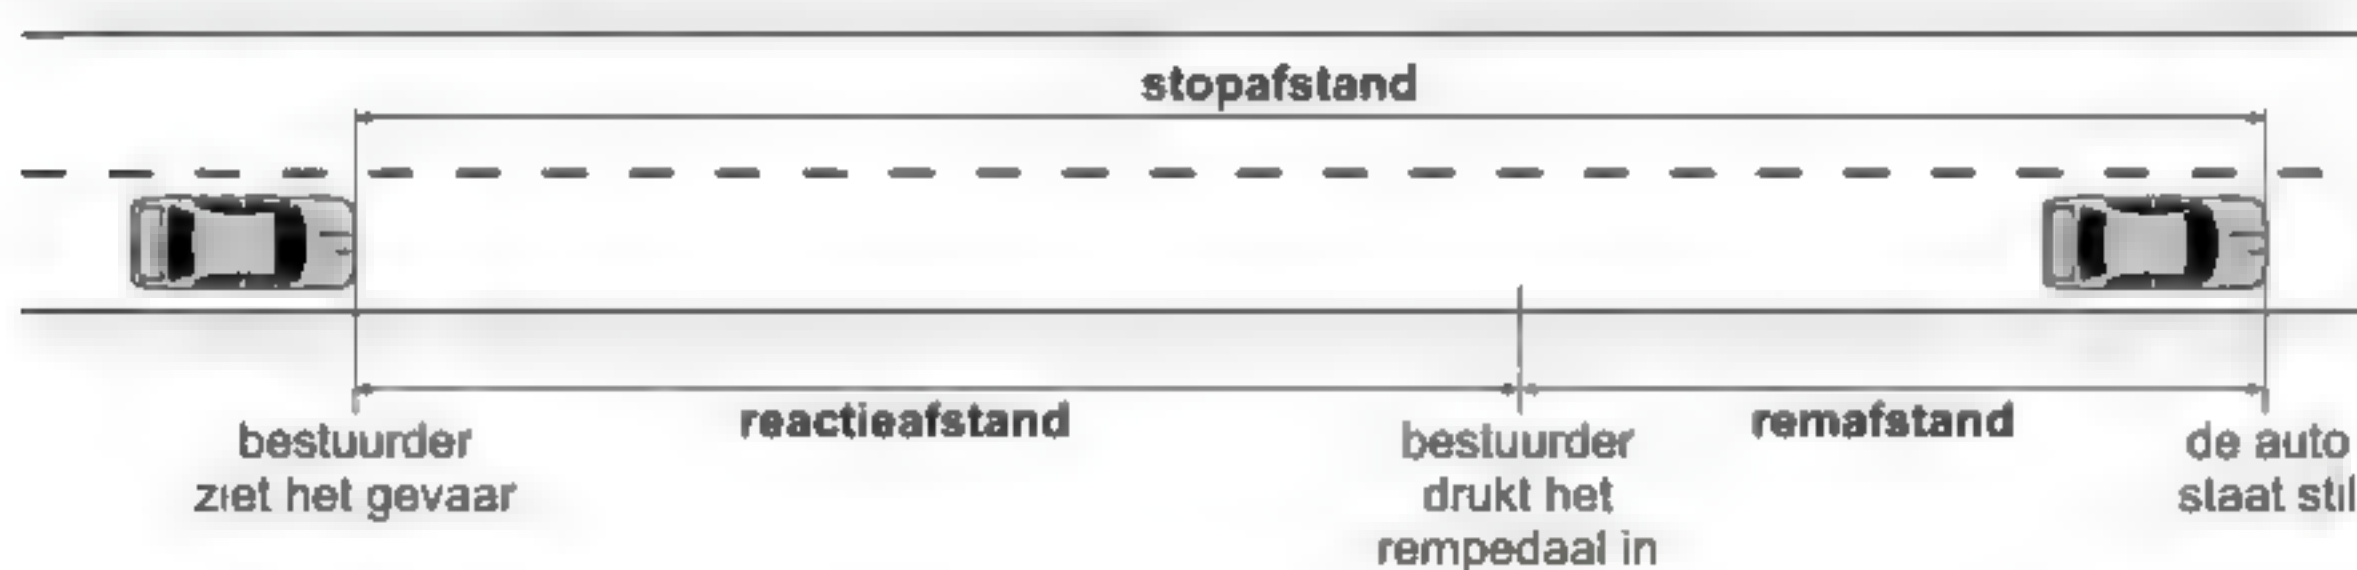 stopafstand
reactieafstand
remafstand
bestuurder
ziet het gevaar
bestuurder
drukt het
rempedaal in
de auto
staat stil